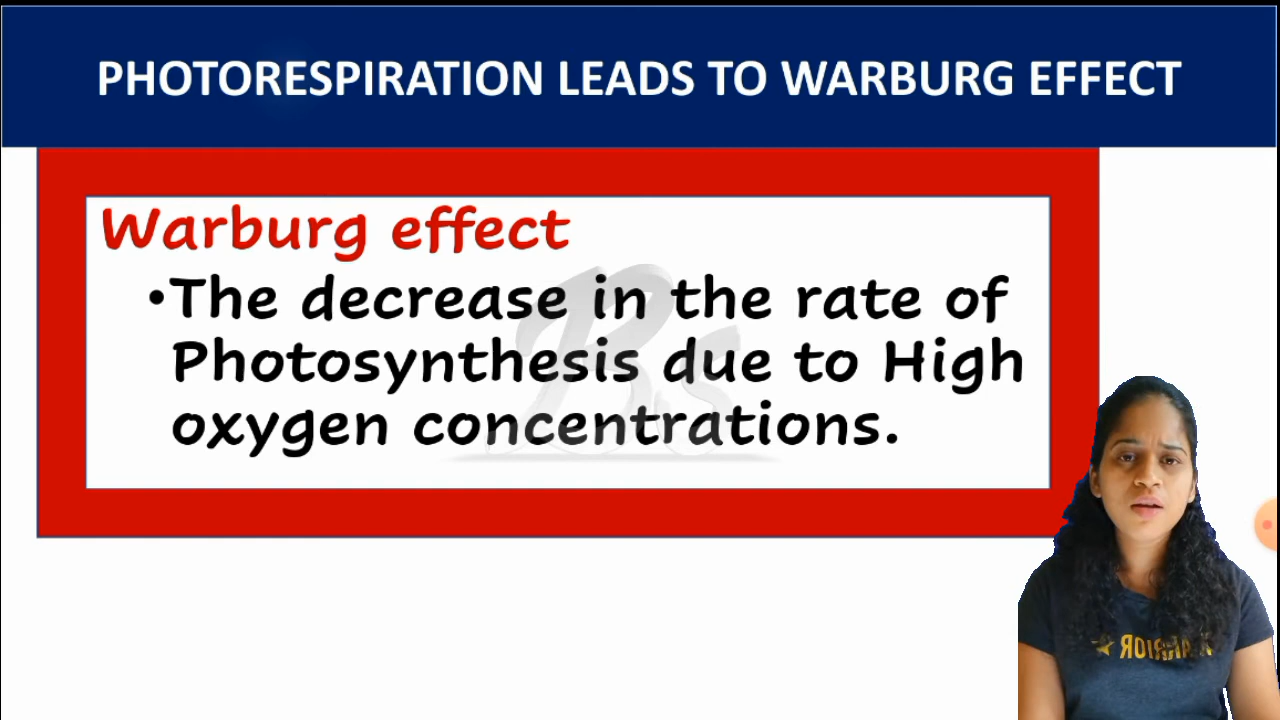 PHOTORESPIRATION LEADS TO WARBURG EFFECT
Warburg effect
•The decrease in the rate of
Photosynthesis due to High
oxygen concentrations.
Bs